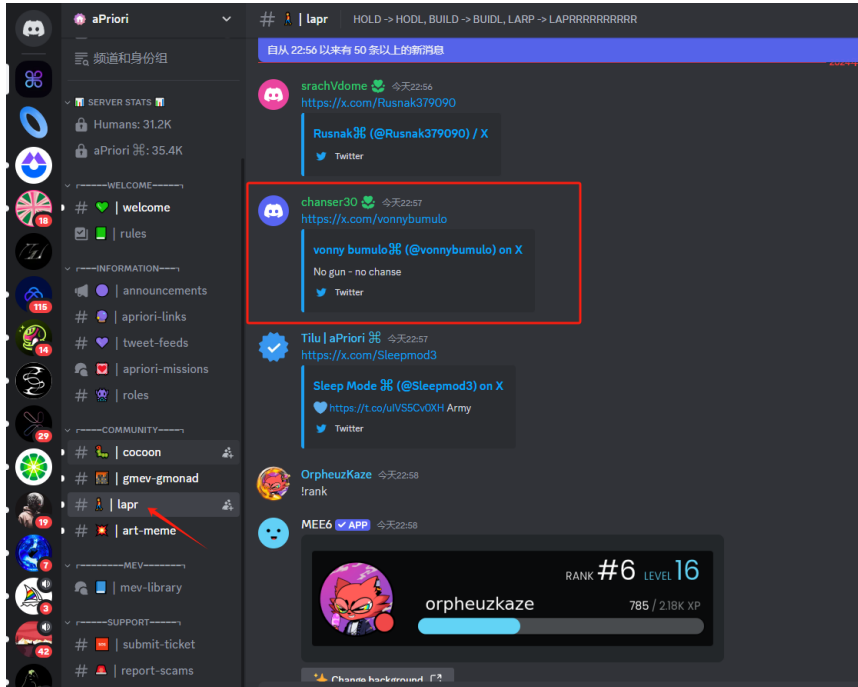 aPriori
频道和身份组
SERVER STATS
Humans: 31.2K
aPriori ⌘: 35.4K
┌──---WELCOME-----┐
# 💚 | welcome
📗 | rules
┌---INFORMATION---┐
🟣 | announcements
# 🔮 | apriori-links
# 💜 | tweet-feeds
💌 | apriori-missions
# 👾 | roles
┌----COMMUNITY----┐
# 🐛 | cocoon
# | gmev-gmonad
# 🚶 | lapr
# 💥 | art-meme
┌--------MEV--------┐
📘 | mev-library
┌-----SUPPORT-----┐
# | submit-ticket
# 🚨 | report-scams
18
115
14
29
19
7
3
42
# 🚶 | lapr
HOLD -> HODL, BUILD -> BUIDL, LARP -> LAPRRRRRRRRRR
自从 22:56 以来有 50 条以上的新消息
srachVdome 今天22:56
https://x.com/Rusnak379090
Rusnak⌘ (@Rusnak379090) / X
Twitter
chanser30 今天22:57
https://x.com/vonnybumulo
vonny bumulo⌘ (@vonnybumulo) on X
No gun - no chanse
Twitter
Tilu | aPriori ⌘ 今天22:57
https://x.com/Sleepmod3
Sleep Mode ⌘ (@Sleepmod3) on X
🩵https://t.co/uIVS5Cv0XH Army
Twitter
OrpheuzKaze 今天22:58
!rank
MEE6 ✓ APP 今天22:58
RANK #6 LEVEL 16
orpheuzkaze
785 / 2.18K XP
✨ Change background